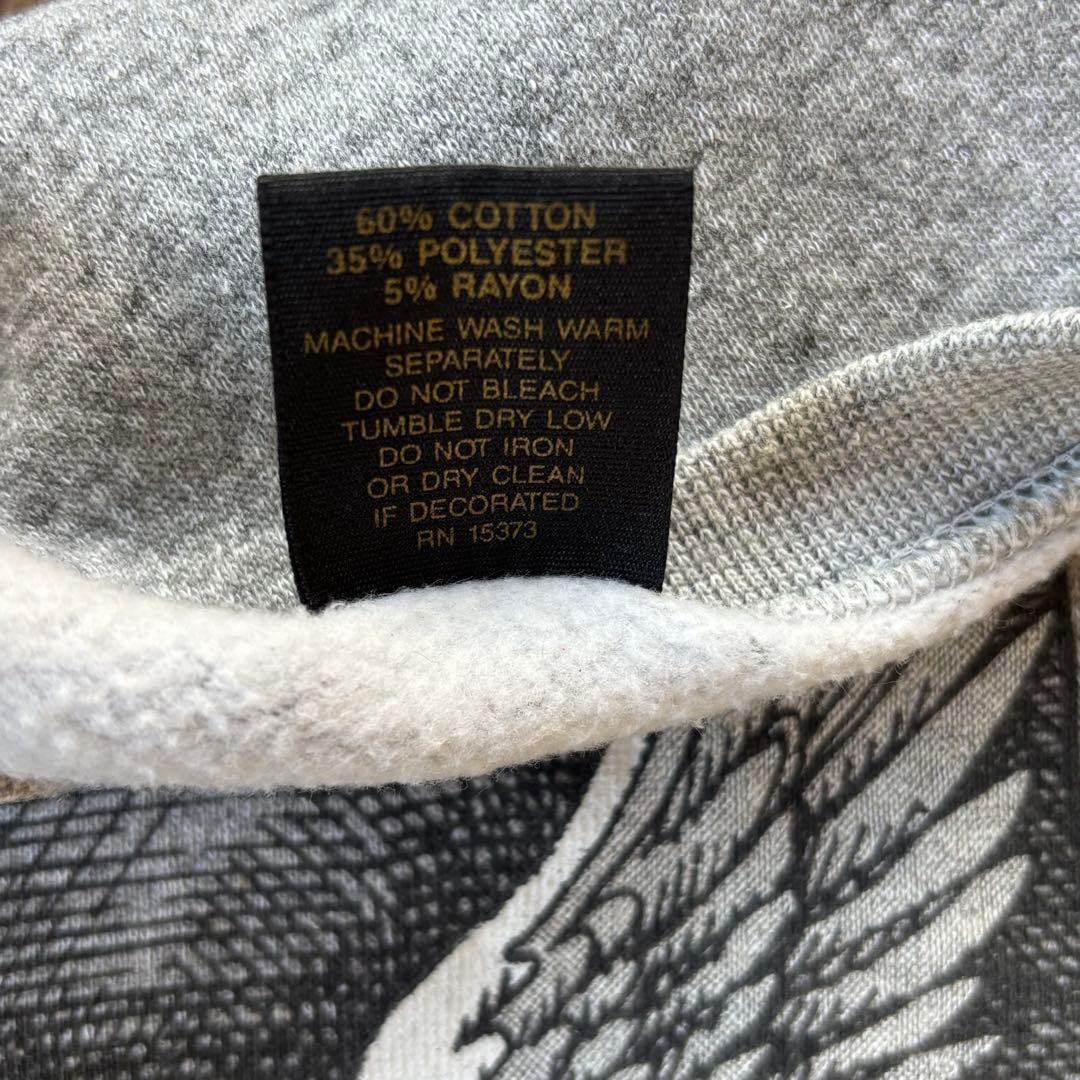 60% COTTON
35% POLYESTER
5% RAYON
MACHINE WASH WARM
SEPARATELY
DO NOT BLEACH
TUMBLE DRY LOW
DO NOT IRON
OR DRY CLEAN
IF DECORATED
RN 15373